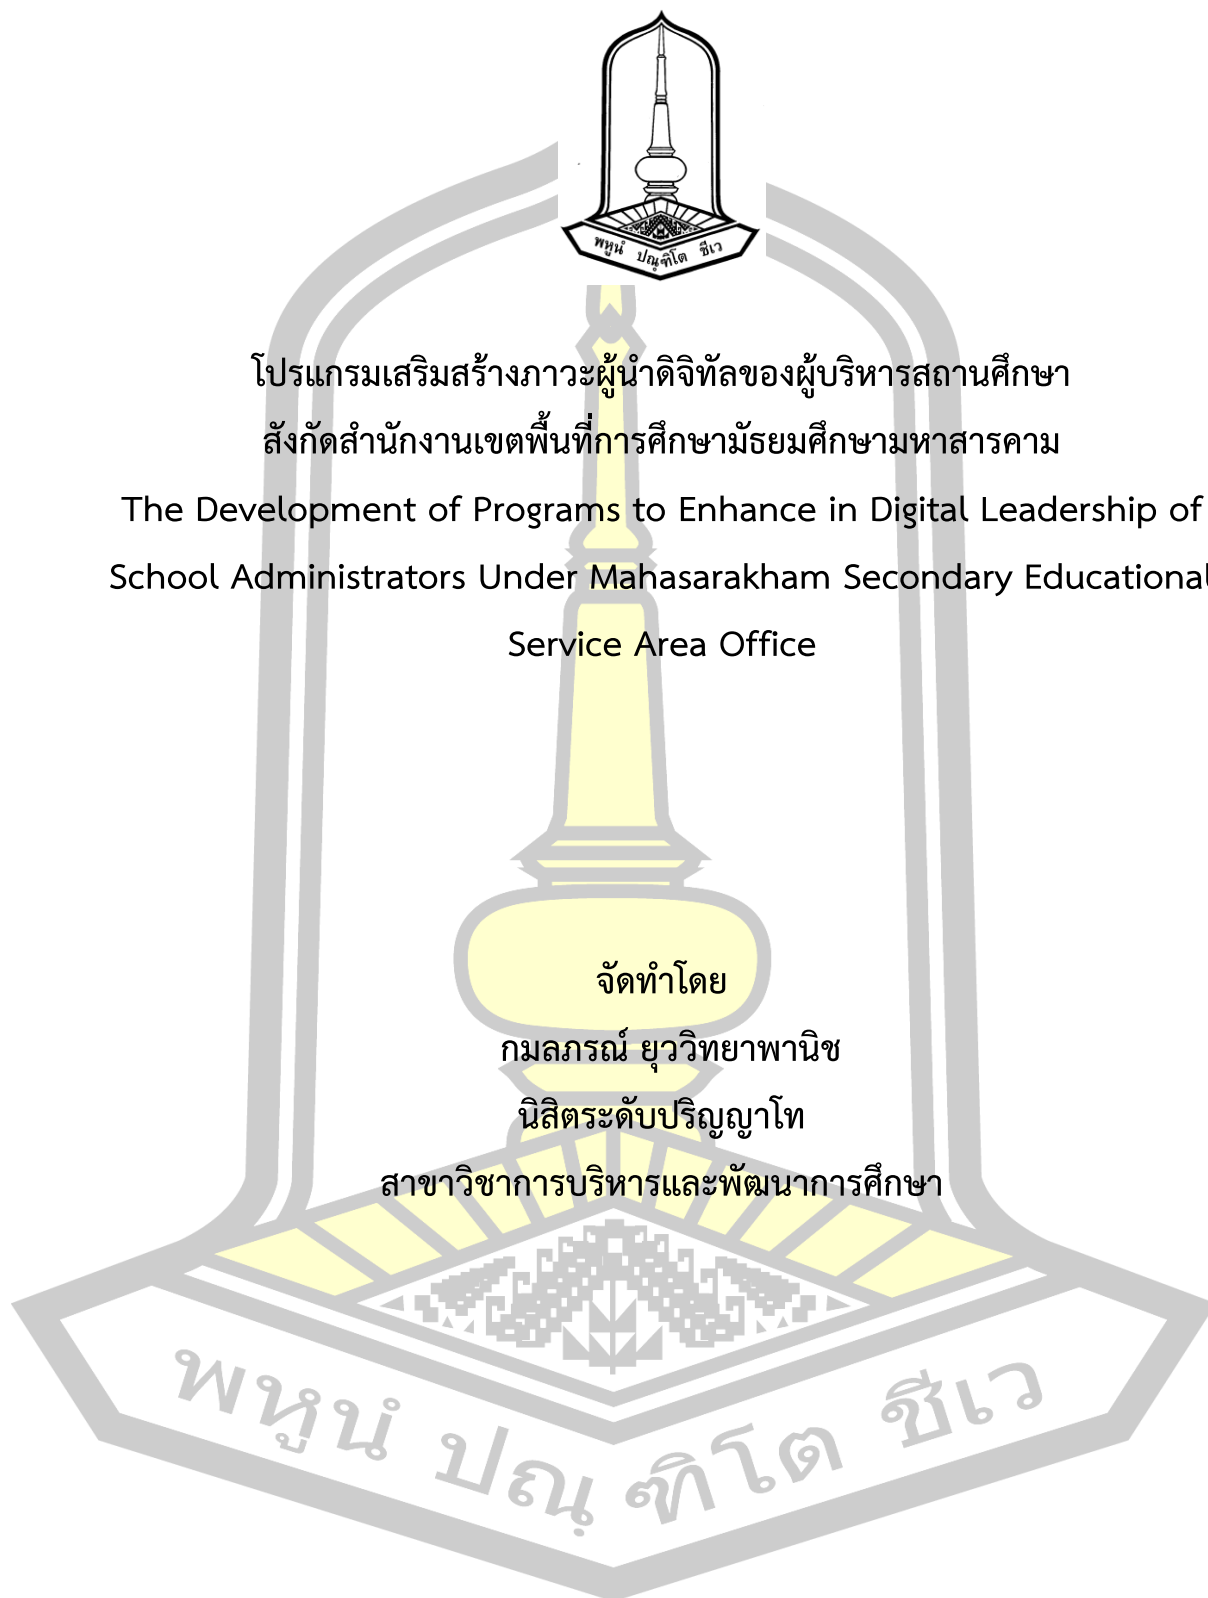 พหูนํ ปณฺฑิโต ชีเว
โปรแกรมเสริมสร้างภาวะผู้นำดิจิทัลของผู้บริหารสถานศึกษา
สังกัดสำนักงานเขตพื้นที่การศึกษามัธยมศึกษามหาสารคาม
The Development of Programs to Enhance in Digital Leadership of
School Administrators Under Mahasarakham Secondary Educational
Service Area Office
จัดทำโดย
กมลภรณ์ ยุววิทยาพานิช
นิสิตระดับปริญญาโท
สาขาวิชาการบริหารและพัฒนาการศึกษา
พหูนํ ปณฺฑิโต ชีเว